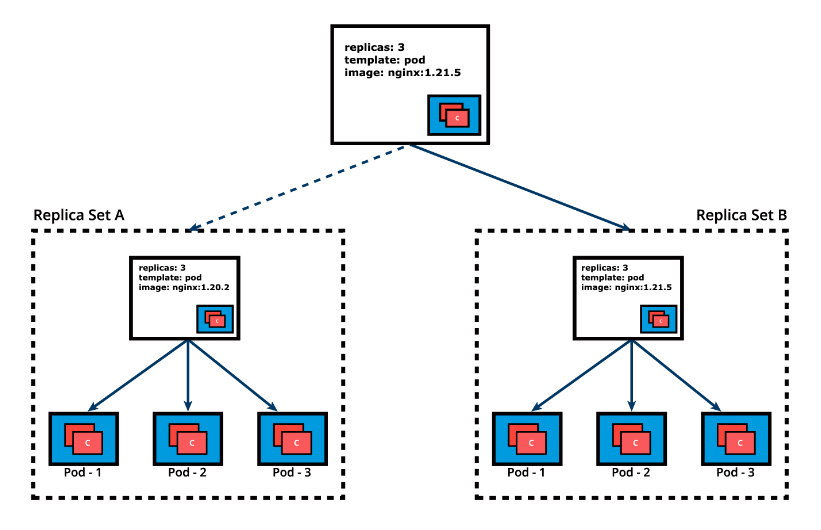 replicas: 3
template: pod
image: nginx:1.21.5
C
Replica Set A
Replica Set B
replicas: 3
template: pod
image: nginx:1.20.2
C
replicas: 3
template: pod
image: nginx:1.21.5
C
C
C
C
C
C
C
Pod - 1
Pod - 2
Pod - 3
Pod - 1
Pod - 2
Pod - 3